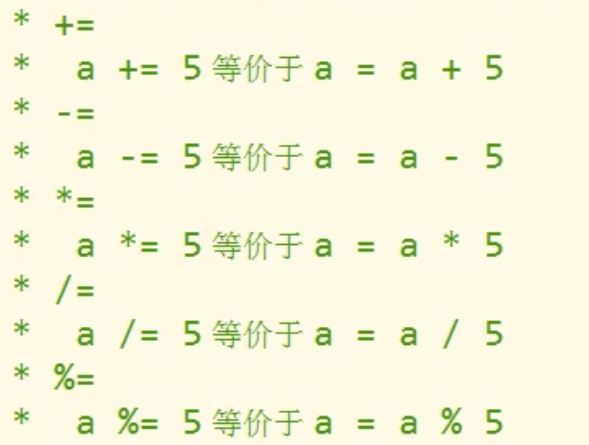 * +=
*  a += 5 等价于 a = a + 5
* -=
*  a -= 5 等价于 a = a - 5
* *=
*  a *= 5 等价于 a = a * 5
* /=
*  a /= 5 等价于 a = a / 5
* %=
*  a %= 5 等价于 a = a % 5